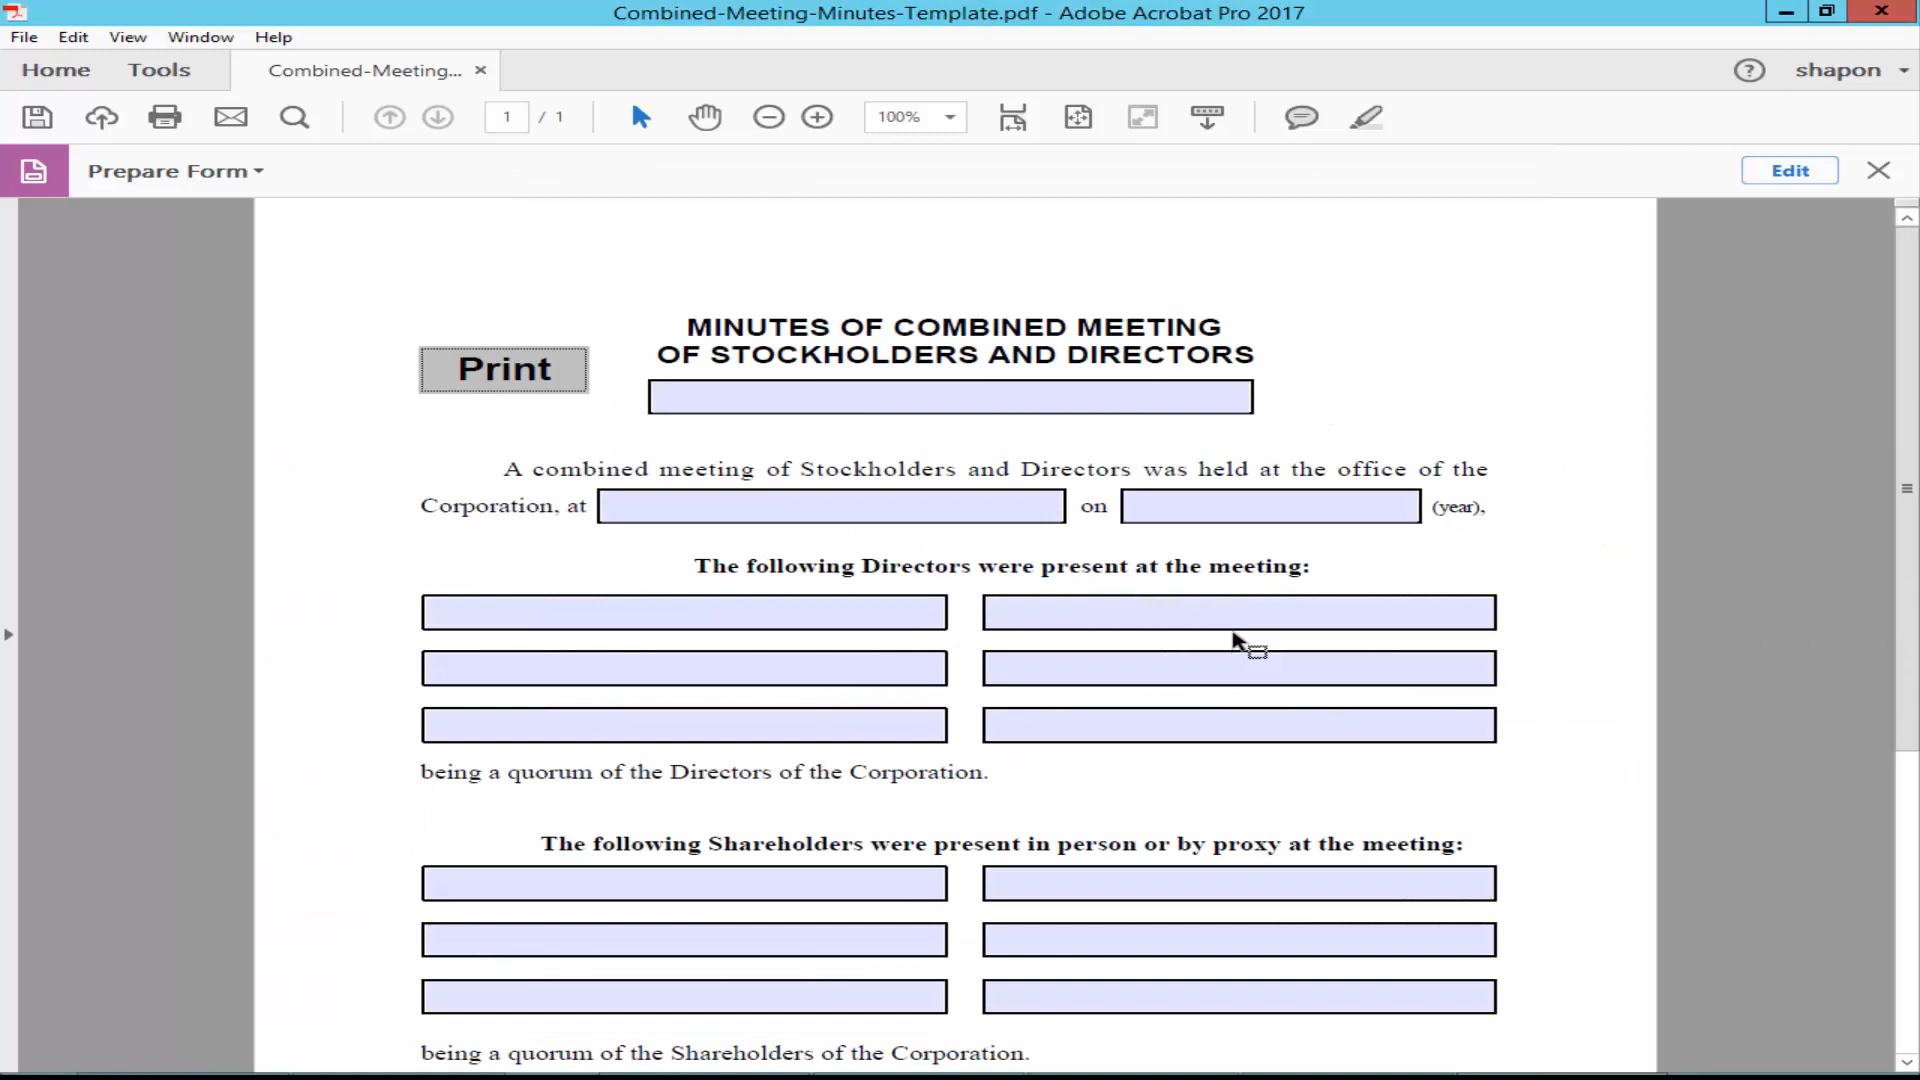 Combined-Meeting-Minutes-Template.pdf - Adobe Acrobat Pro 2017
File Edit View Window Help
Home Tools Combined-Meeting... × ? shapon
1 / 1 100%
Prepare Form Edit
MINUTES OF COMBINED MEETING
OF STOCKHOLDERS AND DIRECTORS
Print
A combined meeting of Stockholders and Directors was held at the office of the
Corporation, at on (year),
The following Directors were present at the meeting:
being a quorum of the Directors of the Corporation.
The following Shareholders were present in person or by proxy at the meeting:
being a quorum of the Shareholders of the Corporation.